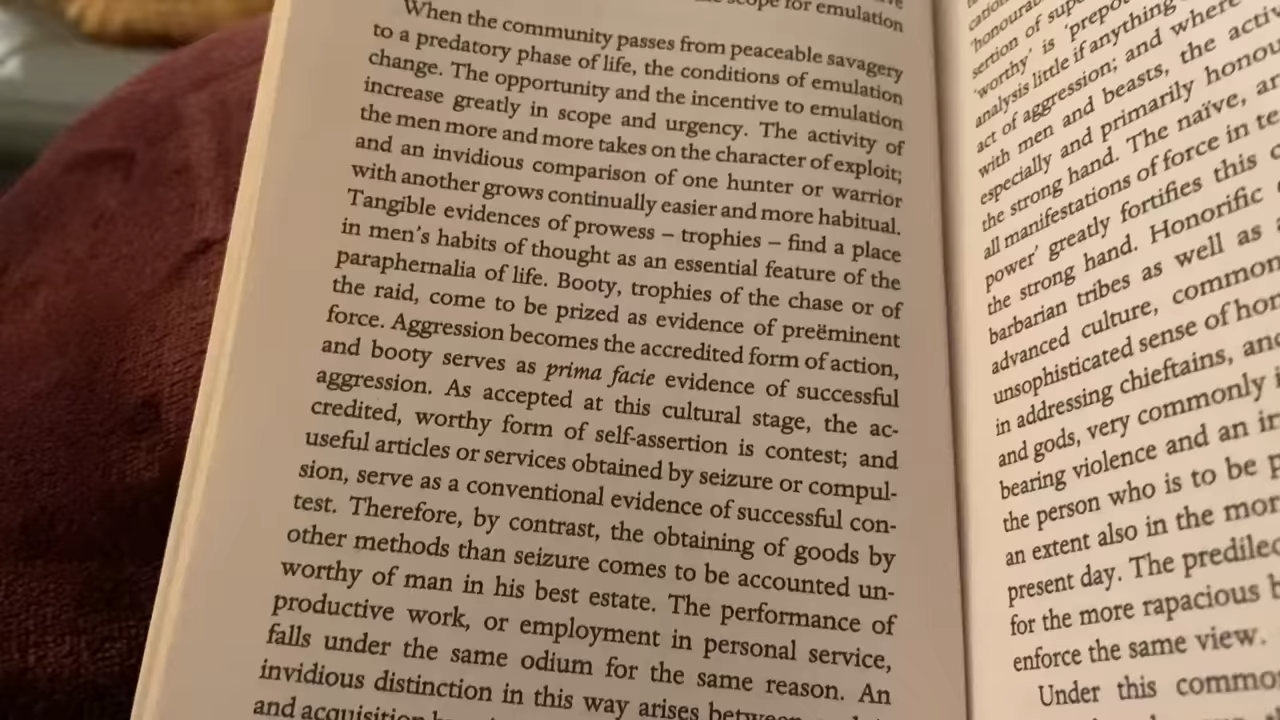 scope for emulation
When the community passes from peaceable savagery
to a predatory phase of life, the conditions of emulation
change. The opportunity and the incentive to emulation
increase greatly in scope and urgency. The activity of
the men more and more takes on the character of exploit;
and an invidious comparison of one hunter or warrior
with another grows continually easier and more habitual.
Tangible evidences of prowess – trophies – find a place
in men's habits of thought as an essential feature of the
paraphernalia of life. Booty, trophies of the chase or of
the raid, come to be prized as evidence of preëminent
force. Aggression becomes the accredited form of action,
and booty serves as prima facie evidence of successful
aggression. As accepted at this cultural stage, the ac-
credited, worthy form of self-assertion is contest; and
useful articles or services obtained by seizure or compul-
sion, serve as a conventional evidence of successful con-
test. Therefore, by contrast, the obtaining of goods by
other methods than seizure comes to be accounted un-
worthy of man in his best estate. The performance of
productive work, or employment in personal service,
falls under the same odium for the same reason. An
invidious distinction in this way arises between
and acquisition
'honourab
sertion of sup
'worthy' is 'prepo
analysis little if anything
act of aggression; and where
with men and beasts, the activ
especially and primarily honou
the strong hand. The naïve, ar
all manifestations of force in te
power' greatly fortifies this c
the strong hand. Honorific
barbarian tribes as well as
advanced culture, common
unsophisticated sense of hon
in addressing chieftains, and
and gods, very commonly i
bearing violence and an ir
the person who is to be p
an extent also in the mor
present day. The predilec
for the more rapacious b
enforce the same view.
Under this commo